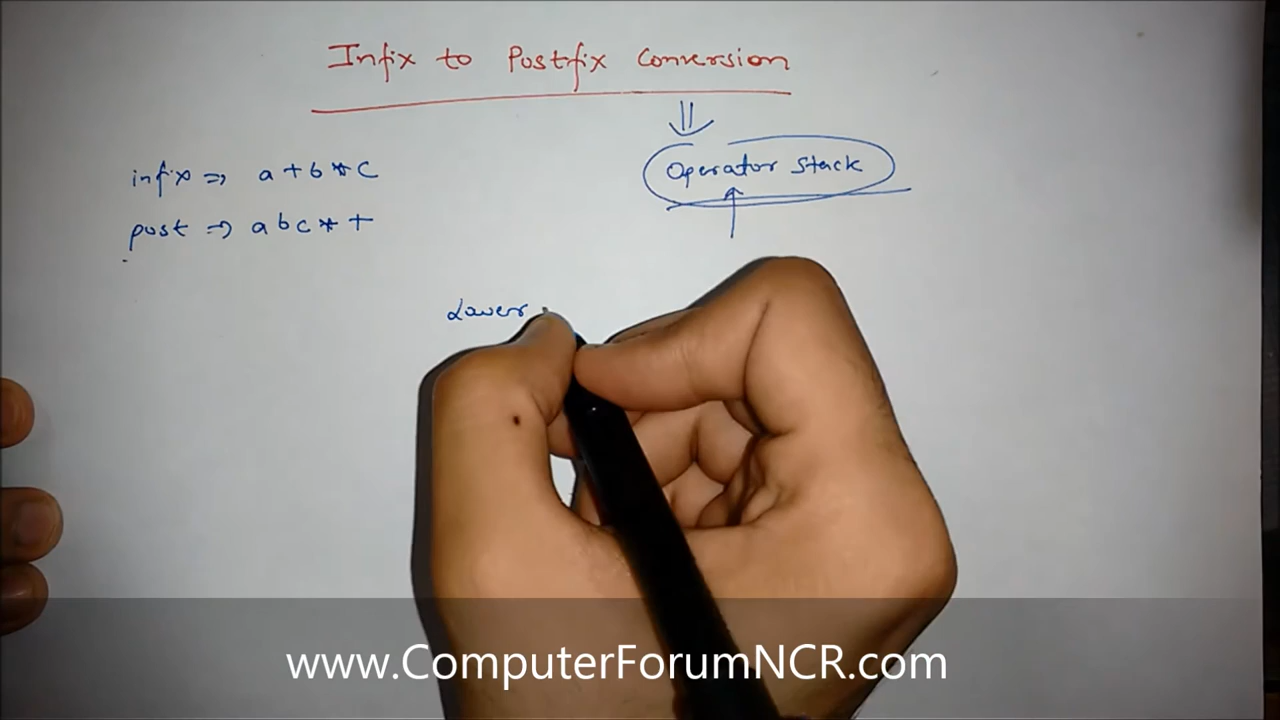 Infix to Postfix Conversion
Operator Stack
infix ⇒ a+b*c
post ⇒ abc*+
Lower
www.ComputerForumNCR.com